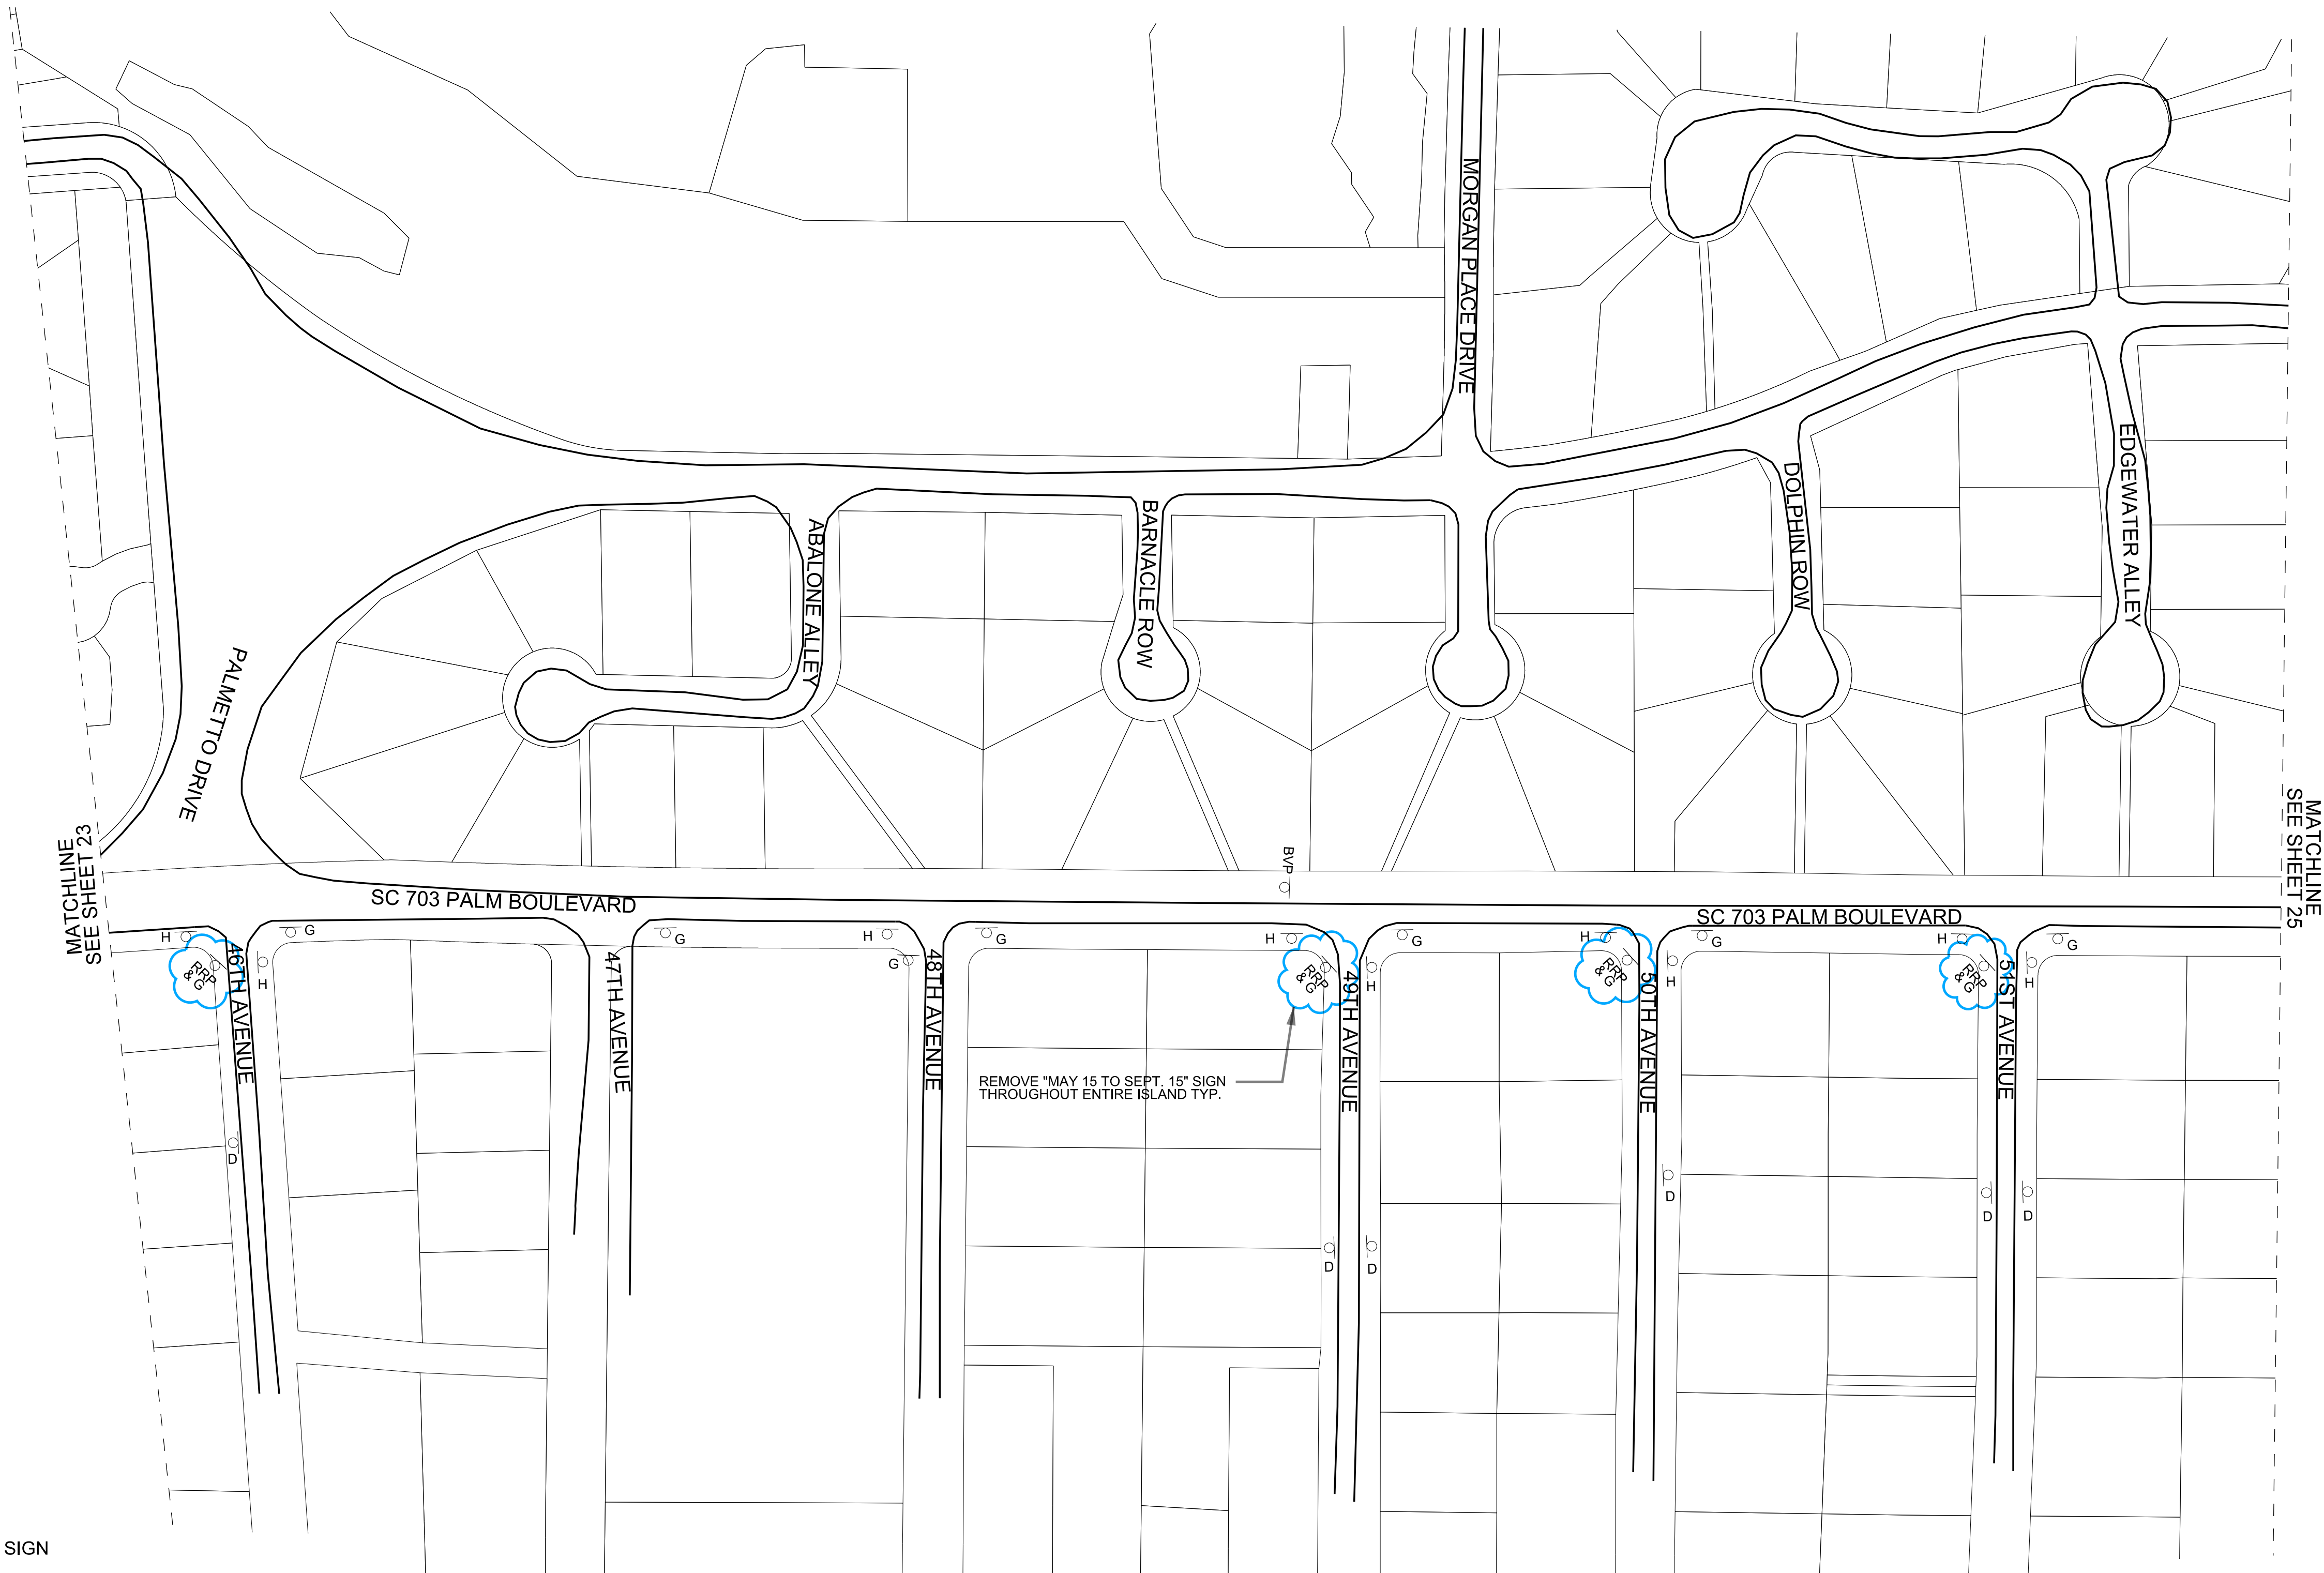 MORGAN PLACE DRIVE
ABALONE ALLEY
BARNACLE ROW
DOLPHIN ROW
EDGEWATER ALLEY
PALMETTO DRIVE
MATCHLINE
SEE SHEET 23
MATCHLINE
SEE SHEET 25
BVP
SC 703 PALM BOULEVARD
SC 703 PALM BOULEVARD
H
RRP
& G
46TH AVENUE
H
G
D
47TH AVENUE
G
H
G
48TH AVENUE
G
H
RRP
& G
49TH AVENUE
H
G
D
D
REMOVE "MAY 15 TO SEPT. 15" SIGN
THROUGHOUT ENTIRE ISLAND TYP.
H
RRP
& G
50TH AVENUE
H
G
D
H
RRP
& G
51ST AVENUE
H
G
D
D
SIGN